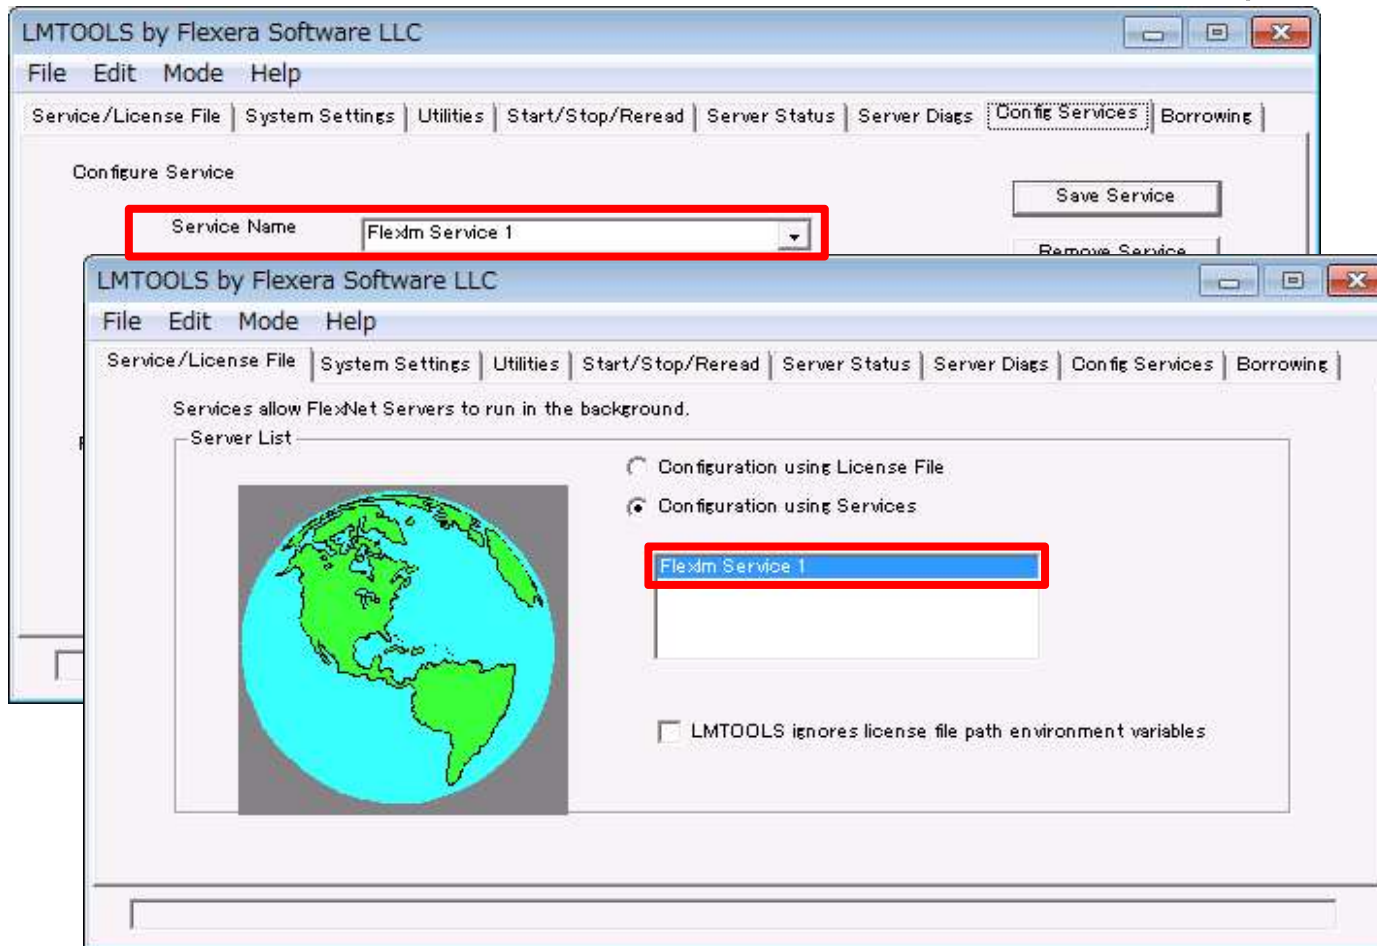 LMTOOLS by Flexera Software LLC
File Edit Mode Help
Service/License File System Settings Utilities Start/Stop/Reread Server Status Server Diags Config Services Borrowing
Configure Service
Save Service
Service Name Flexlm Service 1
Remove Service
LMTOOLS by Flexera Software LLC
File Edit Mode Help
Service/License File System Settings Utilities Start/Stop/Reread Server Status Server Diags Config Services Borrowing
Services allow FlexNet Servers to run in the background.
Server List
Configuration using License File
Configuration using Services
Flexlm Service 1
LMTOOLS ignores license file path environment variables